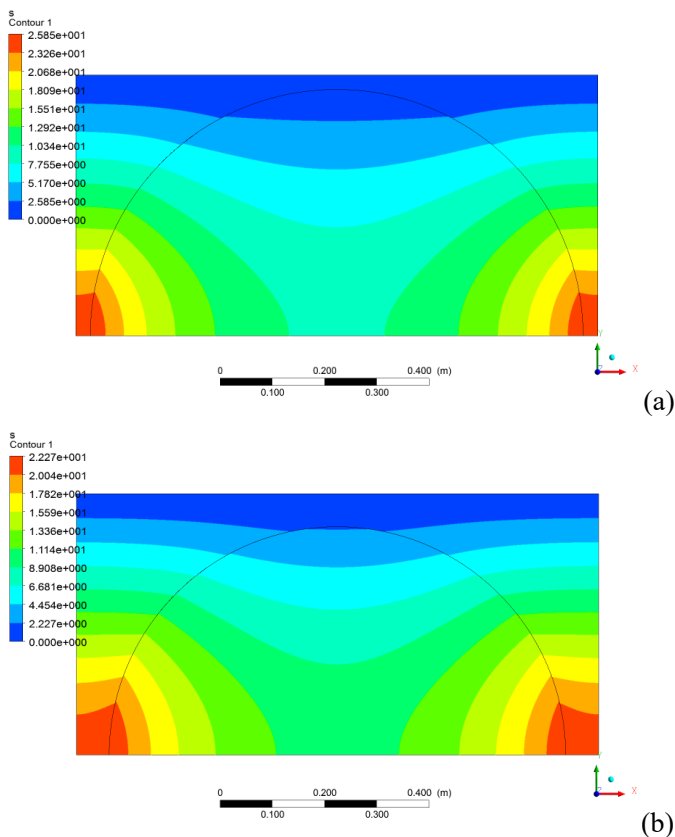 s
Contour 1
2.585e+001
2.326e+001
2.068e+001
1.809e+001
1.551e+001
1.292e+001
1.034e+001
7.755e+000
5.170e+000
2.585e+000
0.000e+000
0 0.200 0.400 (m)
0.100 0.300
Y
X
(a)
s
Contour 1
2.227e+001
2.004e+001
1.782e+001
1.559e+001
1.336e+001
1.114e+001
8.908e+000
6.681e+000
4.454e+000
2.227e+000
0.000e+000
0 0.200 0.400 (m)
0.100 0.300
Y
X
(b)